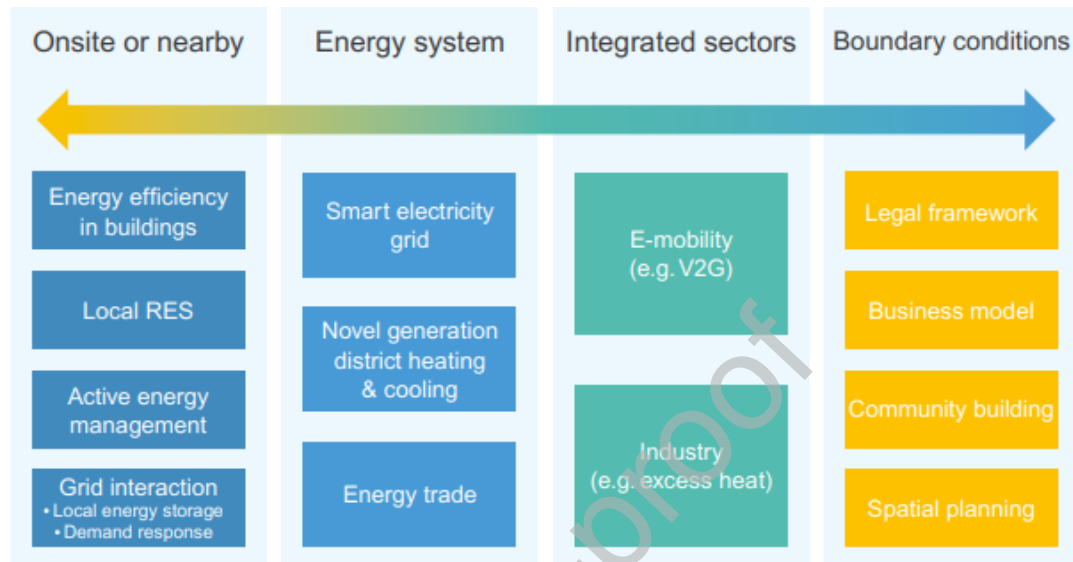 Onsite or nearby
Energy system
Integrated sectors
Boundary conditions
Energy efficiency
in buildings
Local RES
Active energy
management
Grid interaction
• Local energy storage
• Demand response
Smart electricity
grid
Novel generation
district heating
& cooling
Energy trade
E-mobility
(e.g. V2G)
Industry
(e.g. excess heat)
Legal framework
Business model
Community building
Spatial planning
proof